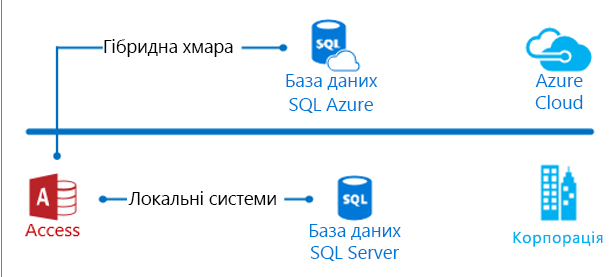 Гібридна хмара
SQL
База даних
SQL Azure
Azure
Cloud
A
Access
Локальні системи
SQL
База даних
SQL Server
Корпорація